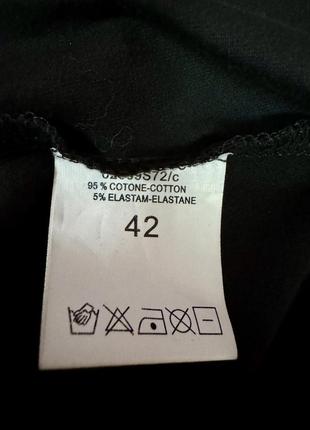 95 % COTONE-COTTON
5% ELASTAM-ELASTANE
42